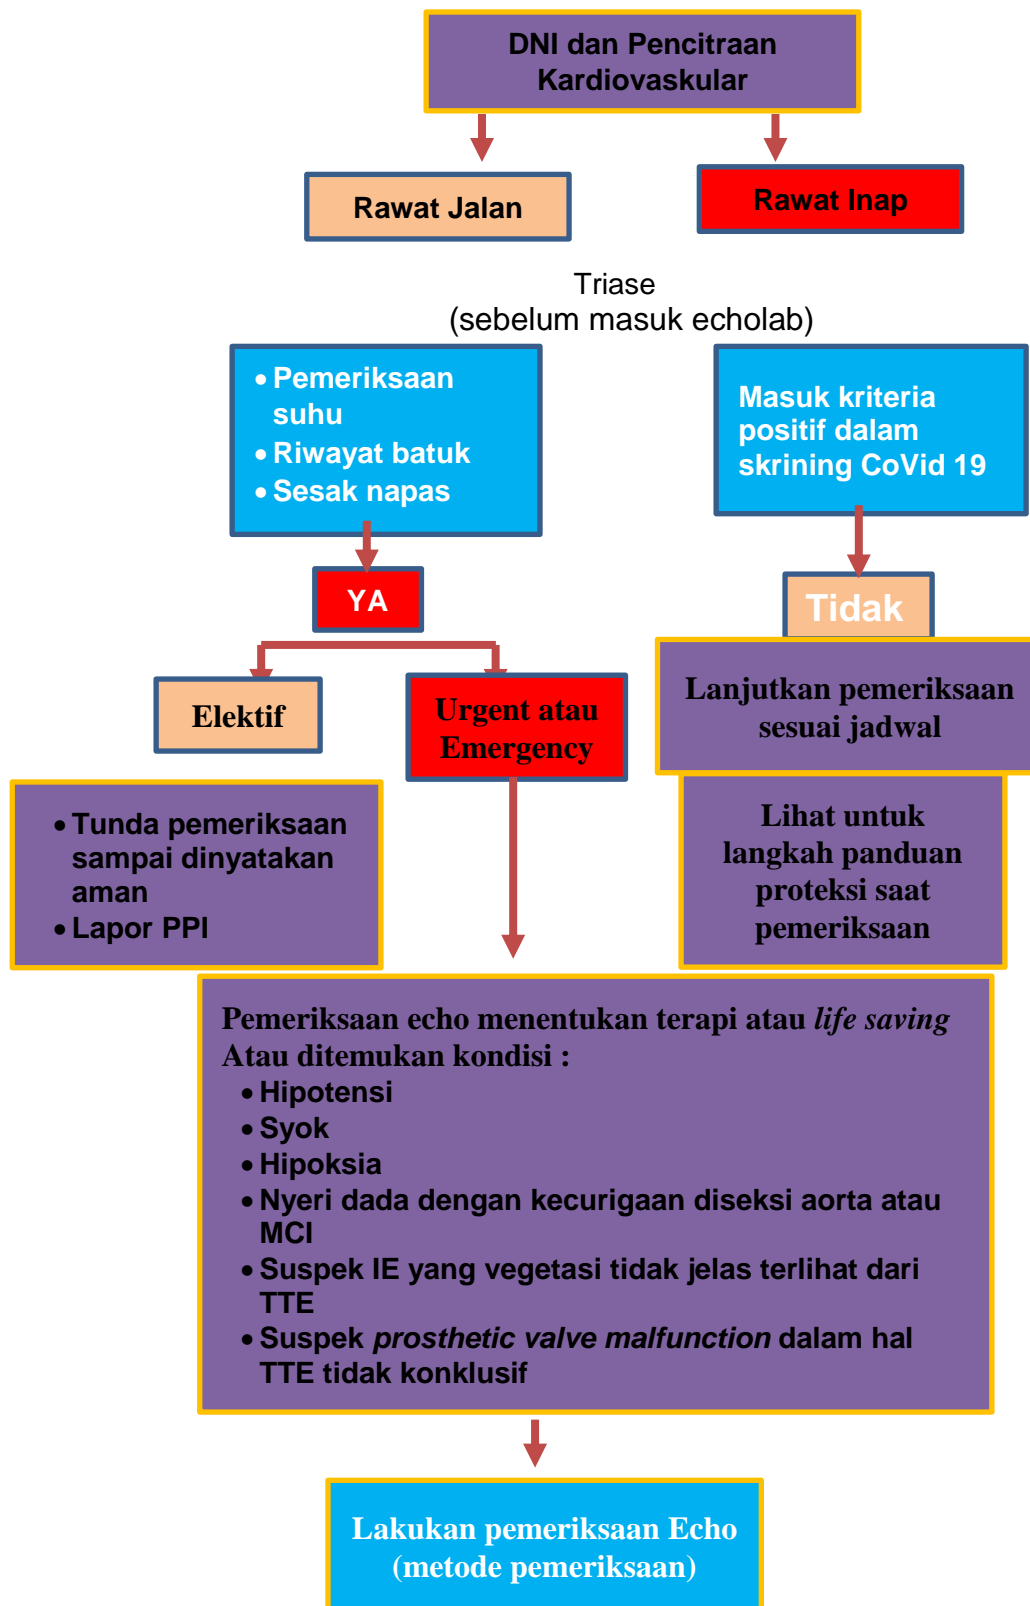 DNI dan Pencitraan
Kardiovaskular
Rawat Jalan
Rawat Inap
Triase
(sebelum masuk echolab)
• Pemeriksaan
suhu
• Riwayat batuk
• Sesak napas
Masuk kriteria
positif dalam
skrining CoVid 19
YA
Tidak
Elektif
Urgent atau
Emergency
Lanjutkan pemeriksaan
sesuai jadwal
• Tunda pemeriksaan
sampai dinyatakan
aman
• Lapor PPI
Lihat untuk
langkah panduan
proteksi saat
pemeriksaan
Pemeriksaan echo menentukan terapi atau life saving
Atau ditemukan kondisi :
• Hipotensi
• Syok
• Hipoksia
• Nyeri dada dengan kecurigaan diseksi aorta atau
MCI
• Suspek IE yang vegetasi tidak jelas terlihat dari
TTE
• Suspek prosthetic valve malfunction dalam hal
TTE tidak konklusif
Lakukan pemeriksaan Echo
(metode pemeriksaan)